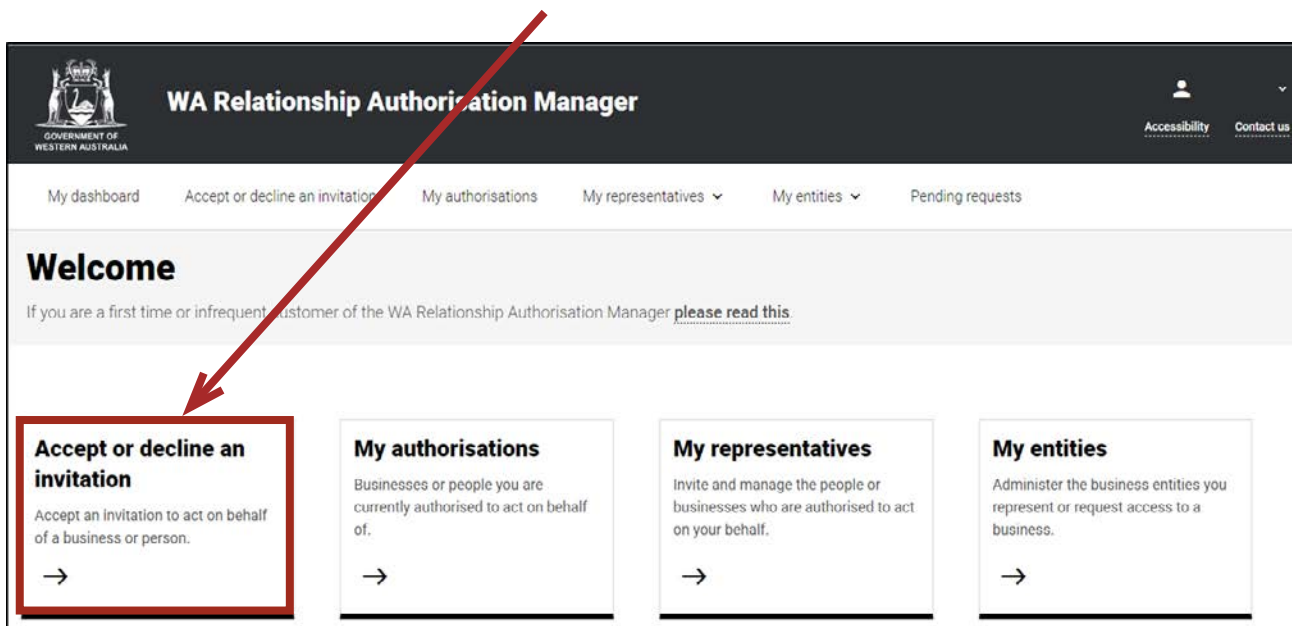 GOVERNMENT OF
WESTERN AUSTRALIA
WA Relationship Authorisation Manager
Accessibility
Contact us
My dashboard
Accept or decline an invitation
My authorisations
My representatives
My entities
Pending requests
Welcome
If you are a first time or infrequent customer of the WA Relationship Authorisation Manager please read this.
Accept or decline an
invitation
Accept an invitation to act on behalf
of a business or person.
My authorisations
Businesses or people you are
currently authorised to act on behalf
of.
My representatives
Invite and manage the people or
businesses who are authorised to act
on your behalf.
My entities
Administer the business entities you
represent or request access to a
business.